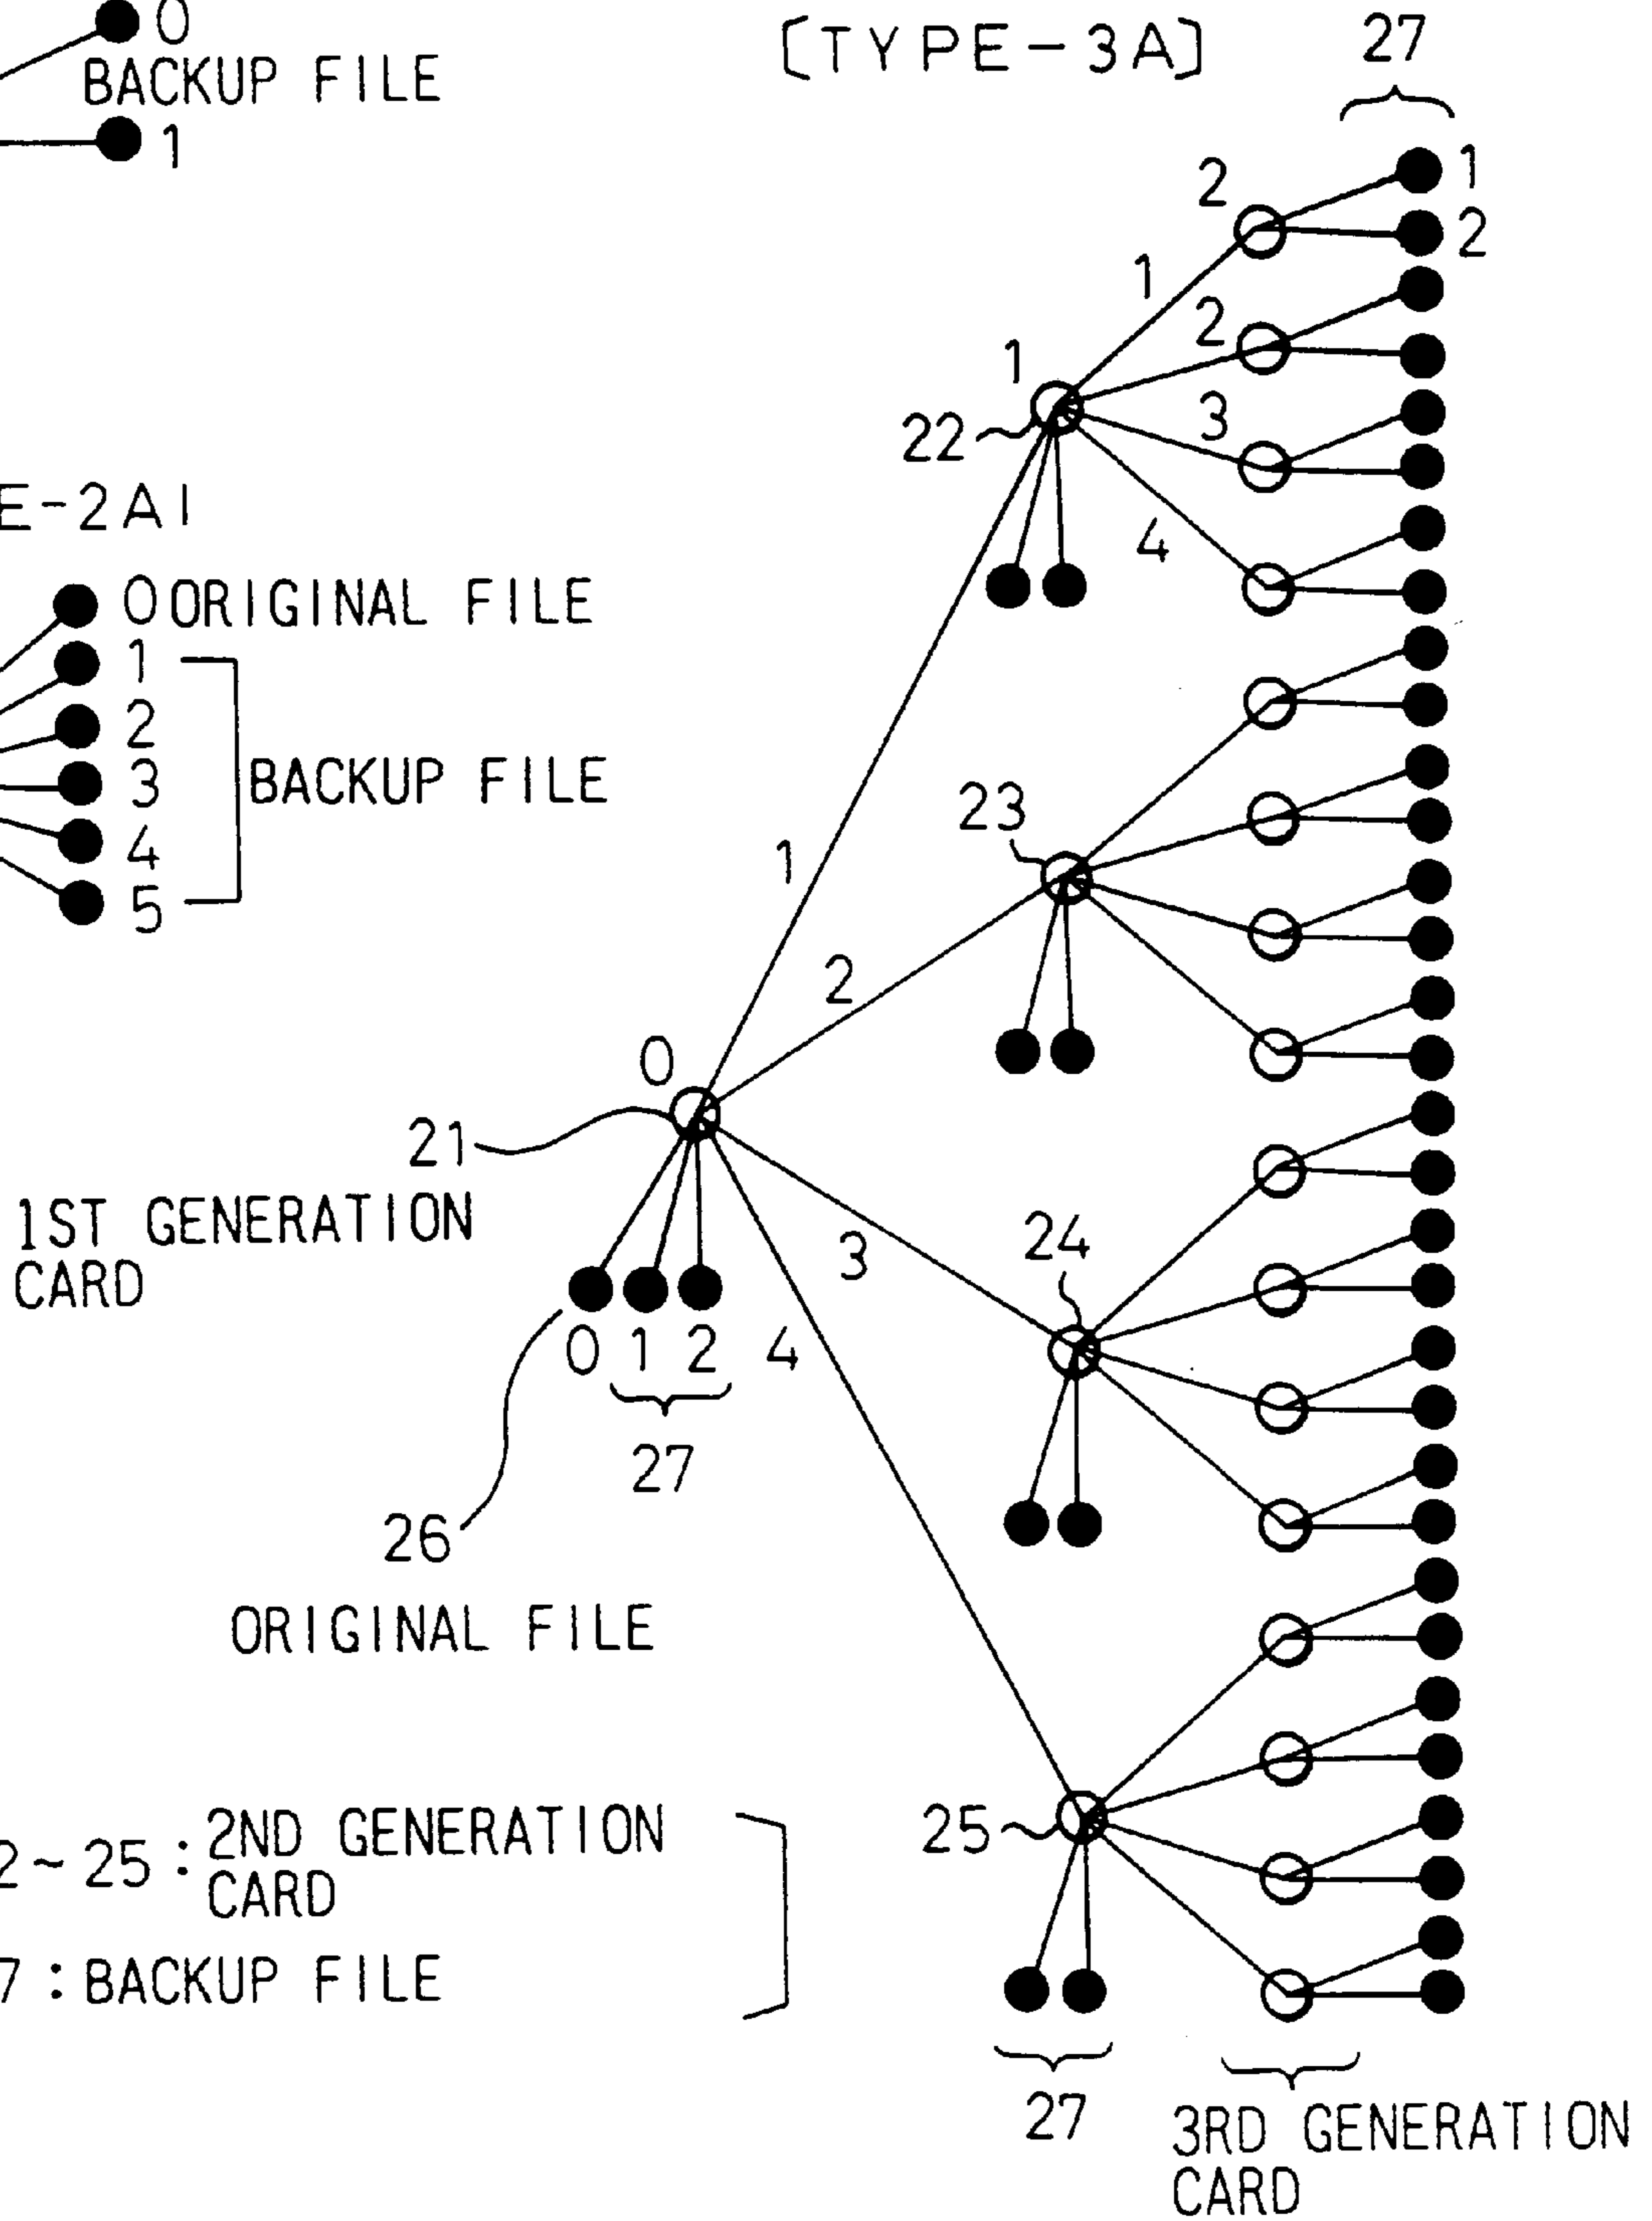 0
BACKUP FILE
1
[TYPE-3A]
27
1
2
2
1
2
1
22
3
4
E-2A1
0 ORIGINAL FILE
1
2
3
4
5
BACKUP FILE
23
1
2
0
21
1ST GENERATION
CARD
24
3
0 1 2 4
27
26
ORIGINAL FILE
25
2~25 : 2ND GENERATION
CARD
7 : BACKUP FILE
27
3RD GENERATION
CARD